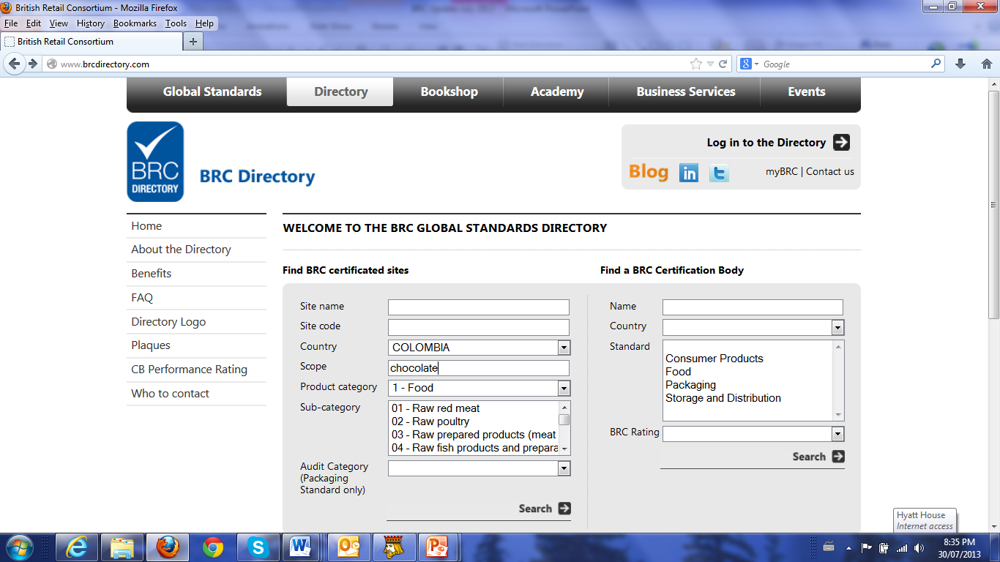 British Retail Consortium - Mozilla Firefox
File Edit View History Bookmarks Tools Help
British Retail Consortium
www.brcdirectory.com
Google
Global Standards Directory Bookshop Academy Business Services Events
BRC
DIRECTORY
BRC Directory
Log in to the Directory
Blog in myBRC | Contact us
Home
About the Directory
Benefits
FAQ
Directory Logo
Plaques
CB Performance Rating
Who to contact
WELCOME TO THE BRC GLOBAL STANDARDS DIRECTORY
Find BRC certificated sites
Site name
Site code
Country COLOMBIA
Scope chocolate
Product category 1 - Food
Sub-category 01 - Raw red meat
02 - Raw poultry
03 - Raw prepared products (meat
04 - Raw fish products and prepara
Audit Category
(Packaging
Standard only)
Search
Find a BRC Certification Body
Name
Country
Standard
Consumer Products
Food
Packaging
Storage and Distribution
BRC Rating
Search
Hyatt House
Internet access
8:35 PM
30/07/2013